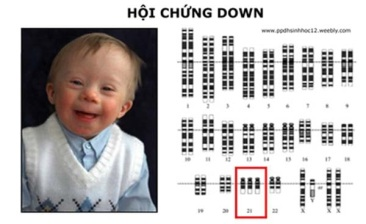 HỘI CHỨNG DOWN
www.ppdhsinhhoc12.weebly.com
1 2 3 4 5 6 7 8 9
10 11 12 13 14 15 16 17 18
19 20 21 22 X Y or X X